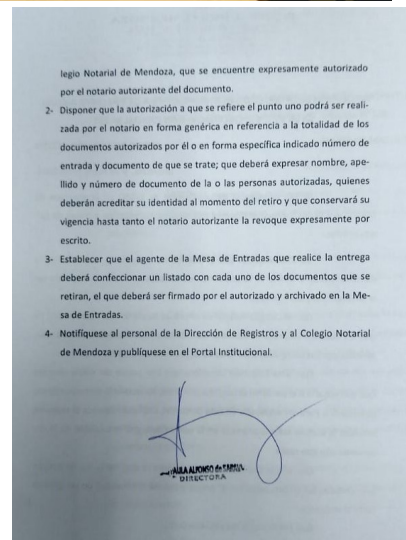 legio Notarial de Mendoza, que se encuentre expresamente autorizado
por el notario autorizante del documento.
2- Disponer que la autorización a que se refiere el punto uno podrá ser reali-
zada por el notario en forma genérica en referencia a la totalidad de los
documentos autorizados por él o en forma específica indicado número de
entrada y documento de que se trate; que deberá expresar nombre, ape-
llido y número de documento de la o las personas autorizadas, quienes
deberán acreditar su identidad al momento del retiro y que conservará su
vigencia hasta tanto el notario autorizante la revoque expresamente por
escrito.
3- Establecer que el agente de la Mesa de Entradas que realice la entrega
deberá confeccionar un listado con cada uno de los documentos que se
retiran, el que deberá ser firmado por el autorizado y archivado en la Me-
sa de Entradas.
4- Notifíquese al personal de la Dirección de Registros y al Colegio Notarial
de Mendoza y publíquese en el Portal Institucional.
ALFONSO de
DIRECTORA